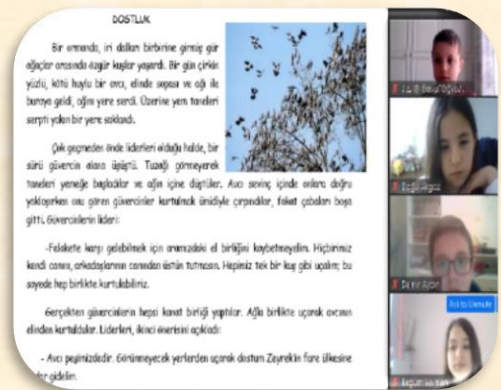 DOSTLUK
Bir ormanda, iri dalları birbirine girmiş gür
ağaçlar arasında özgür kuşlar yaşardı. Bir gün çirkin
yüzlü, kötü huylu bir avcı, elinde sopası ve ağı ile
buraya geldi, ağını yere serdi. Üzerine yem taneleri
serpti yakın bir yere saklandı.
Çok geçmeden önde liderleri olduğu halde, bir
sürü güvercin alana üşüştü. Tuzağı görmeyerek
taneleri yemeğe başladılar ve ağın içine düştüler. Avcı sevinç içinde onlara doğru
yaklaşırken onu gören güvercinler kurtulmak ümidiyle çırpındılar, fakat çabaları boşa
gitti. Güvercinlerin lideri:
-Felakete karşı gelebilmek için aramızdaki el birliğini kaybetmeyelim. Hiçbirimiz
kendi canını, arkadaşlarının canından üstün tutmasın. Hepimiz tek bir kuş gibi uçalım; bu
sayede hep birlikte kurtulabiliriz.
Gerçekten güvercinlerin hepsi kanat birliği yaptılar. Ağla birlikte uçarak avcının
elinden kurtuldular. Liderleri, ikinci önerisini açıkladı:
- Avcı peşimizdedir. Görünmeyecek yerlerden uçarak dostum Zeyrek'in fare ülkesine
gidelim.
Ask to Unmute